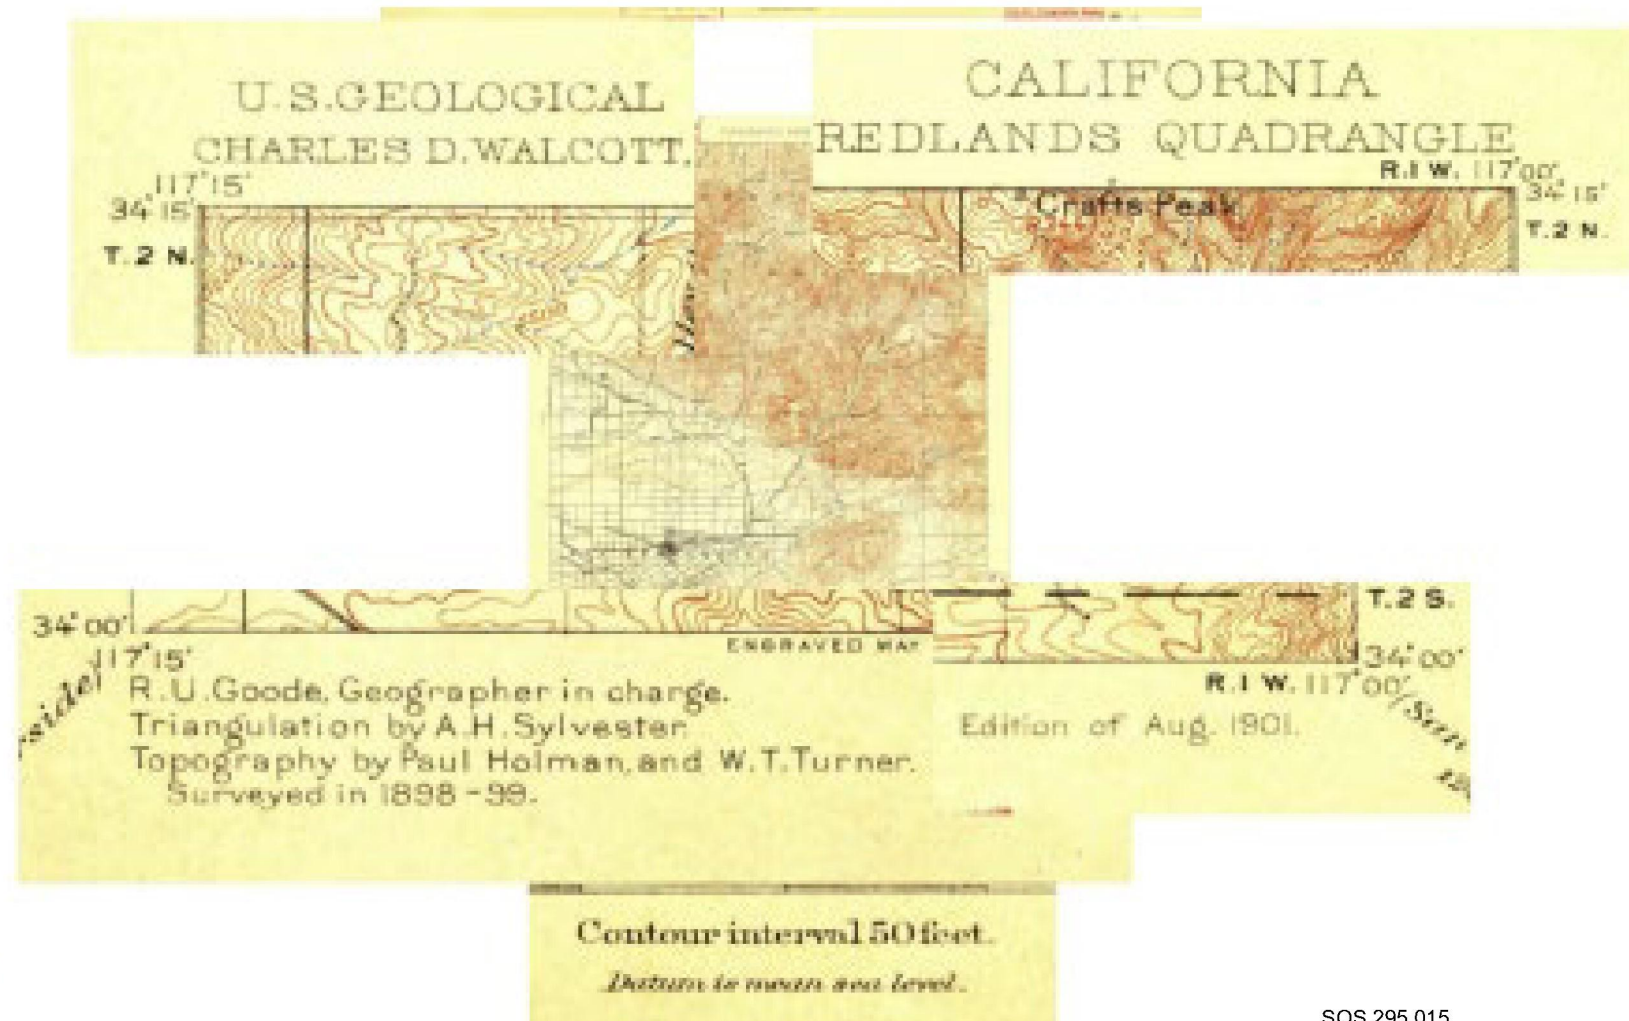 U.S.GEOLOGICAL
CHARLES D.WALCOTT,
117°15'
34°15'
T.2 N.
CALIFORNIA
REDLANDS QUADRANGLE
R.1 W. 117°00'
34°15'
T.2 N.
Crafts Peak
34°00'
117°15'
ENGRAVED MAY
R.U.Goode, Geographer in charge.
Triangulation by A.H.Sylvester.
Topography by Paul Holman, and W.T.Turner.
Surveyed in 1898-99.
T.2 S.
34°00'
R.1 W. 117°00'
Edition of Aug. 1901.
Contour interval 50 feet.
Datum is mean sea level.
SOS 295 015